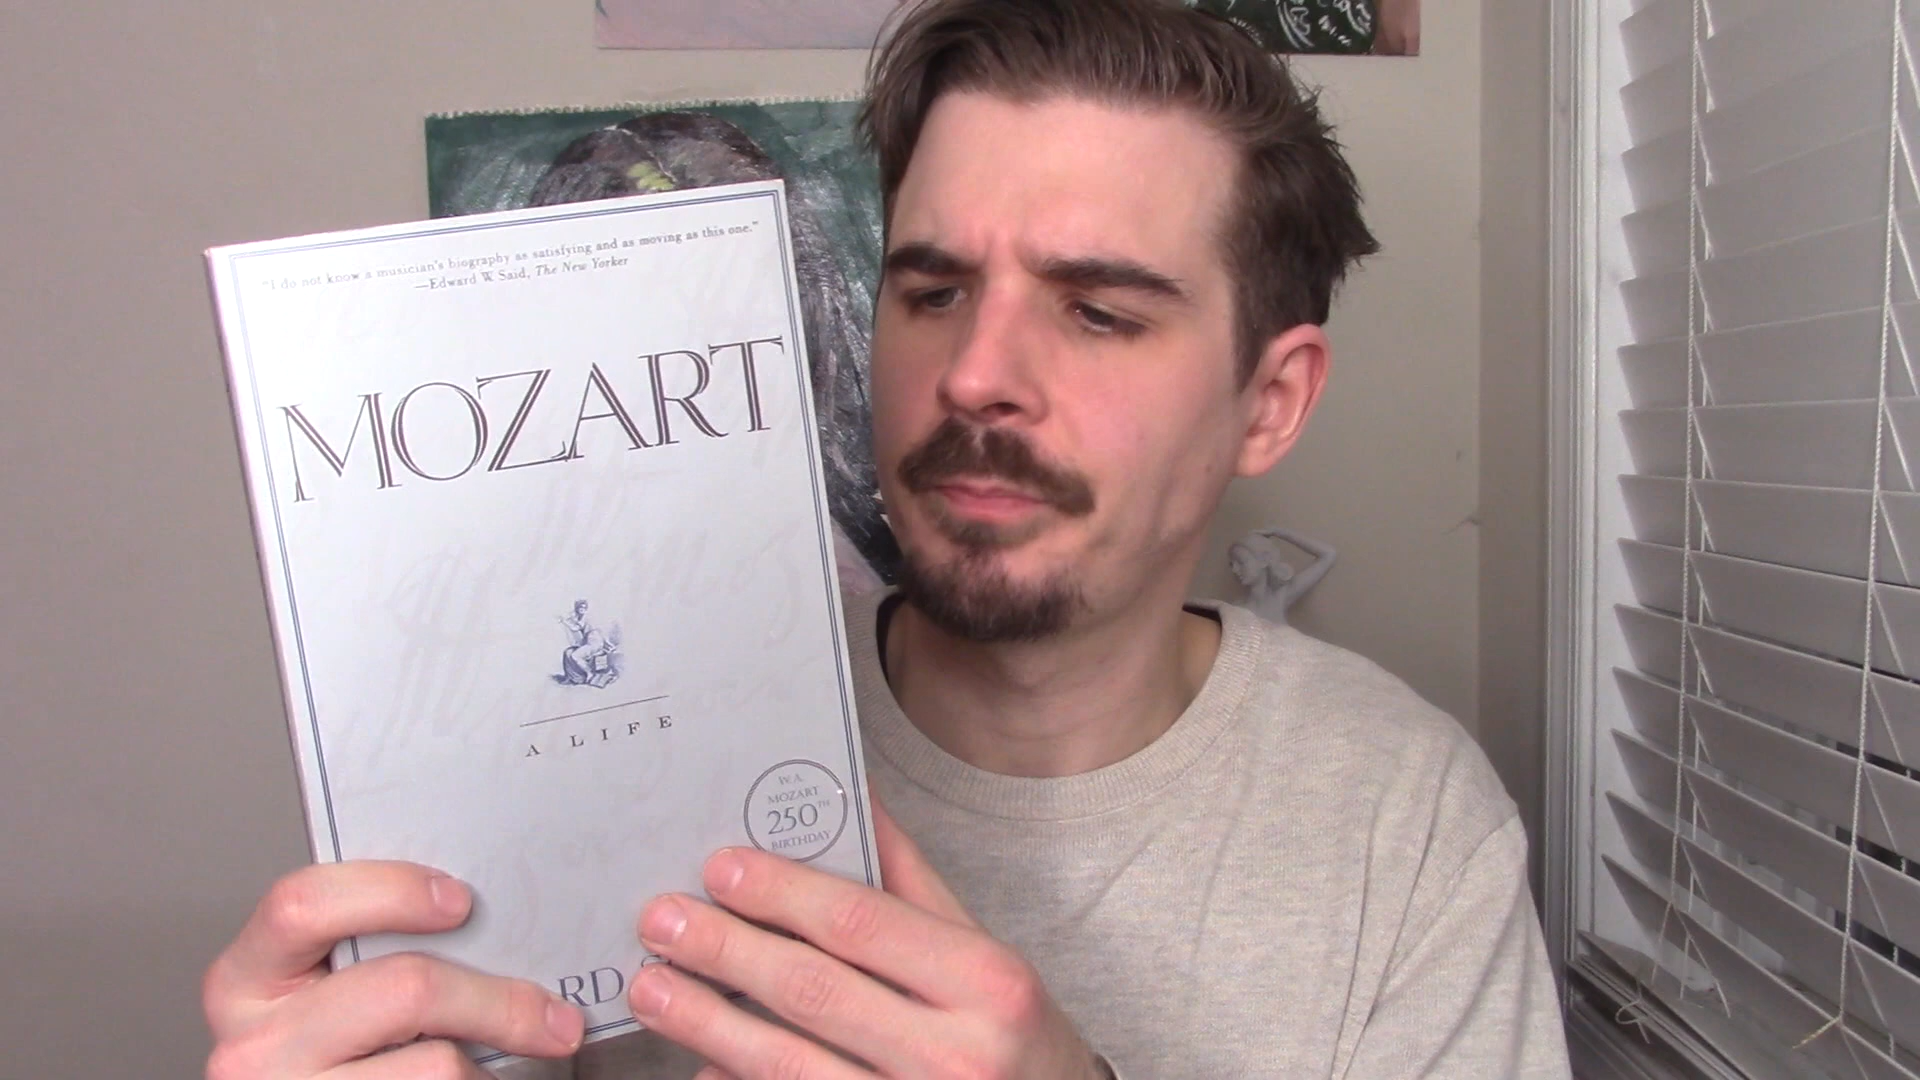 "I do not know a musician's biography as satisfying and as moving as this one."
—Edward W. Said, The New Yorker
MOZART
A LIFE
W. A.
MOZART
250TH
BIRTHDAY
RD S